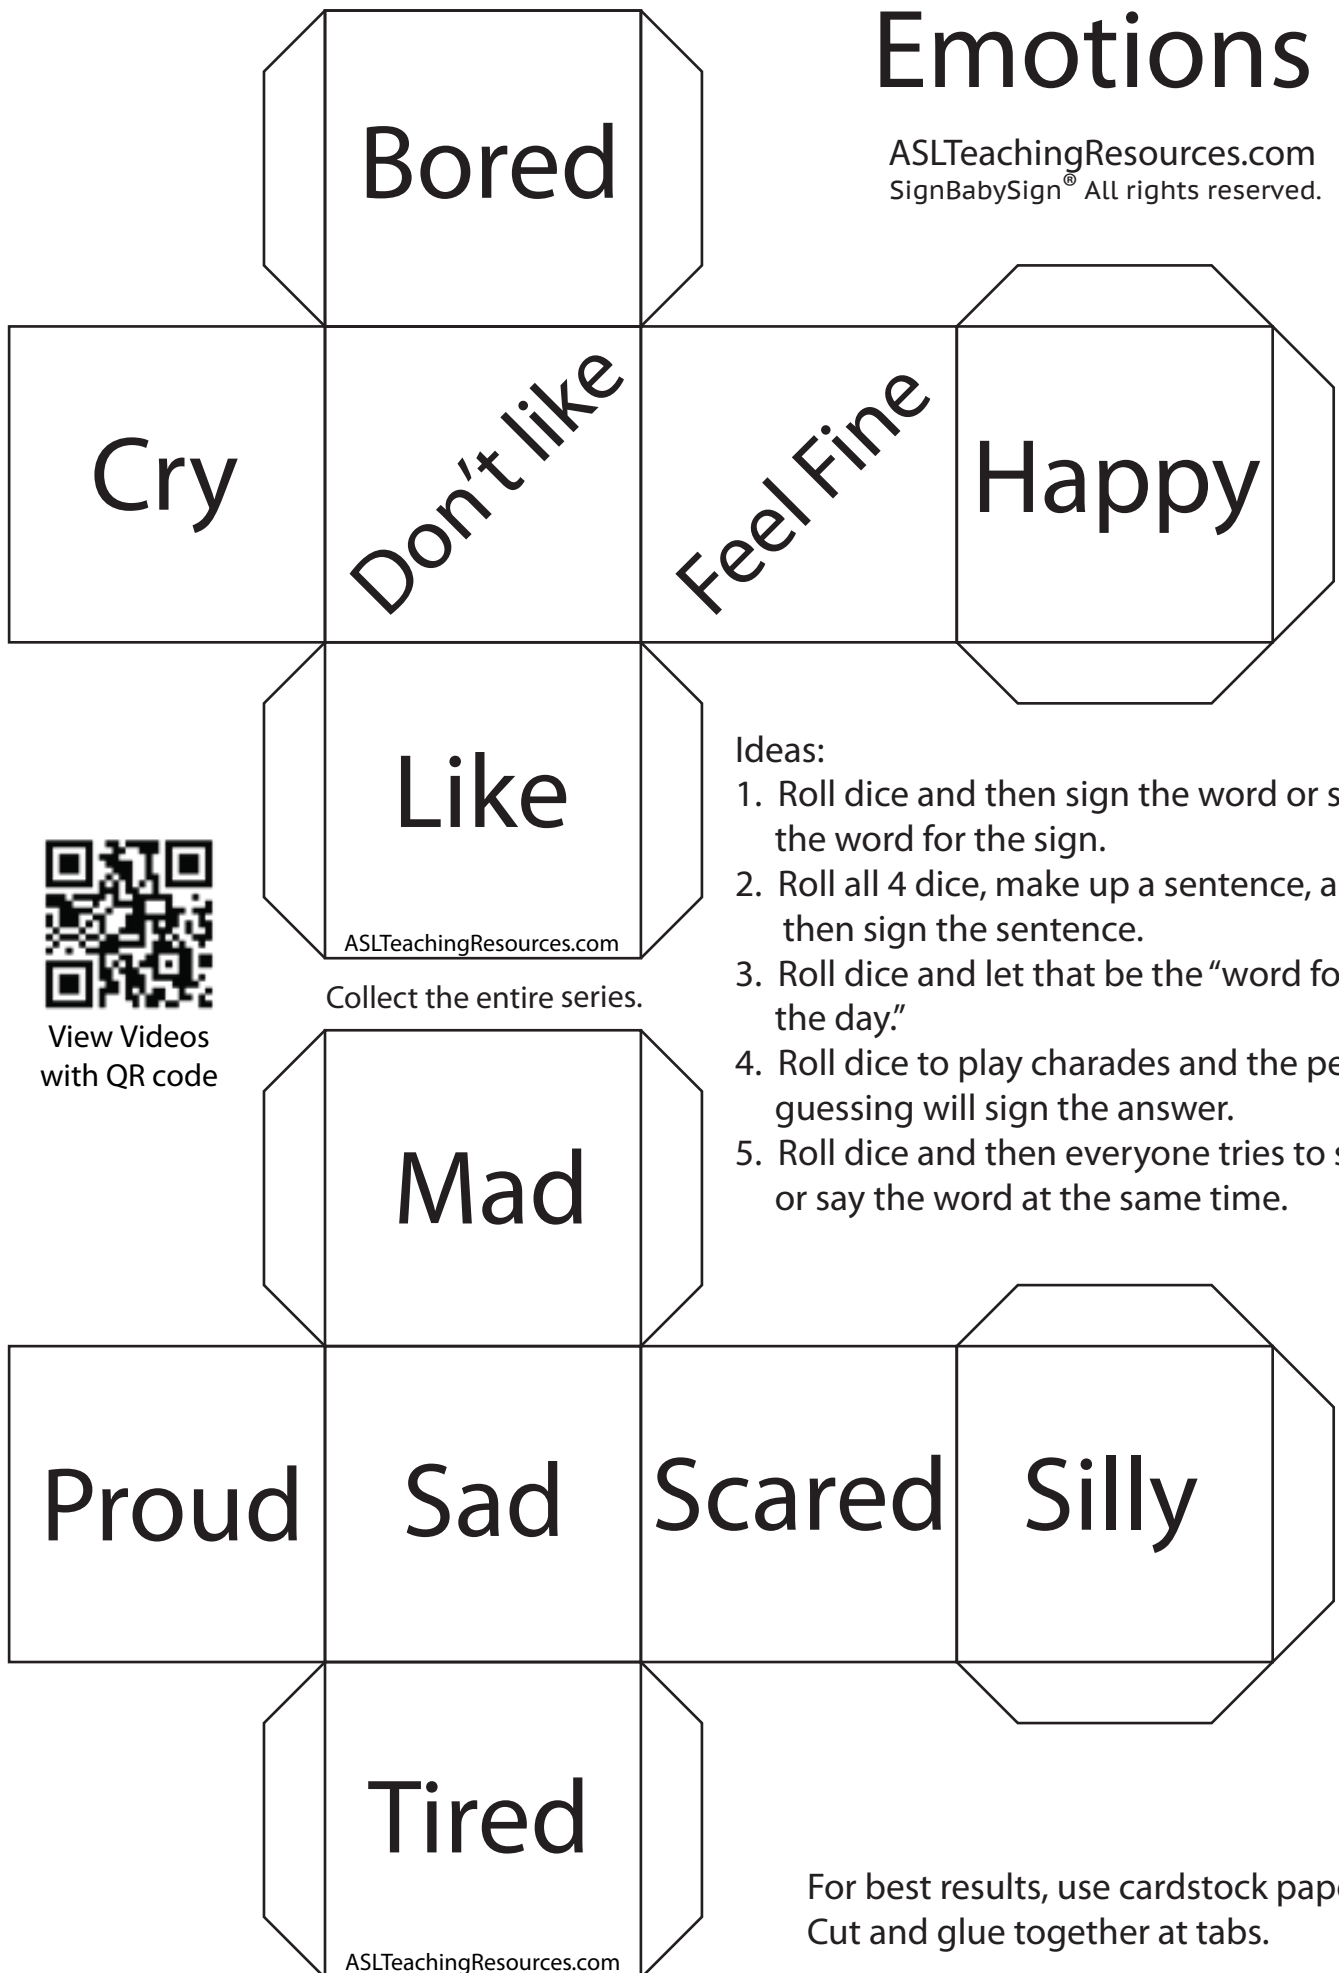 Emotions
ASLTeachingResources.com
SignBabySign® All rights reserved.
Bored
Cry
Don't like
Feel Fine
Happy
Like
ASLTeachingResources.com
Collect the entire series.
View Videos
with QR code
Ideas:
1. Roll dice and then sign the word or
the word for the sign.
2. Roll all 4 dice, make up a sentence,
then sign the sentence.
3. Roll dice and let that be the “word
the day.”
4. Roll dice to play charades and the
guessing will sign the answer.
5. Roll dice and then everyone tries to
or say the word at the same time.
Mad
Proud
Sad
Scared
Silly
Tired
ASLTeachingResources.com
For best results, use cardstock
Cut and glue together at tabs.